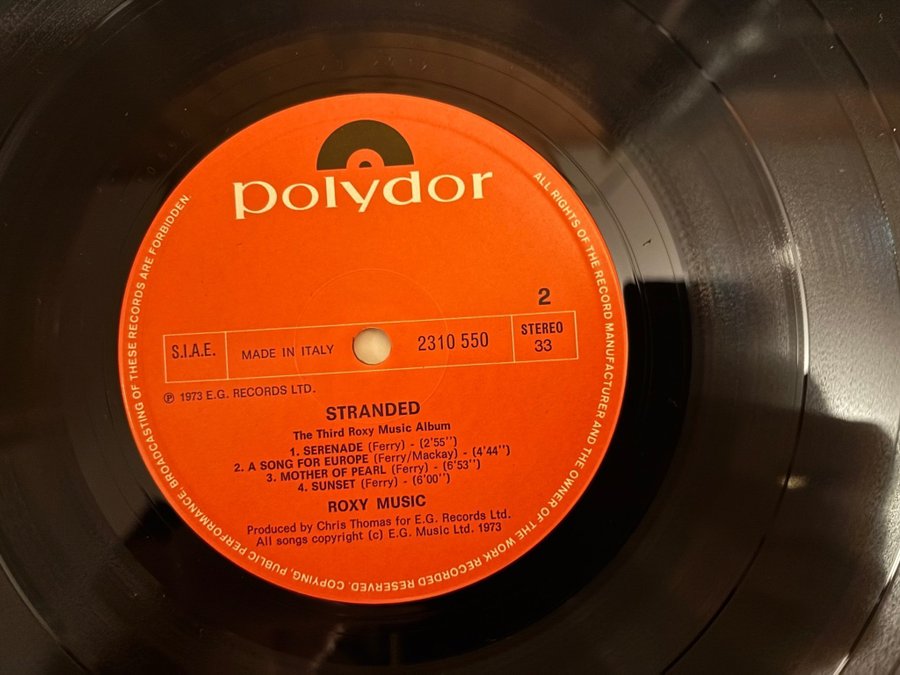 polydor
ALL RIGHTS OF THE RECORD MANUFACTURER AND THE OWNER OF THE WORK RECORDED RESERVED. COPYING, PUBLIC PERFORMANCE, BROADCASTING OF THESE RECORDS ARE FORBIDDEN.
2
S.I.A.E.
MADE IN ITALY
2310 550
STEREO
33
℗ 1973 E.G. RECORDS LTD.
STRANDED
The Third Roxy Music Album
1. SERENADE (Ferry) - (2'55'')
2. A SONG FOR EUROPE (Ferry/Mackay) - (4'44'')
3. MOTHER OF PEARL (Ferry) - (6'53'')
4. SUNSET (Ferry) - (6'00'')
ROXY MUSIC
Produced by Chris Thomas for E.G. Records Ltd.
All songs copyright (c) E.G. Music Ltd. 1973